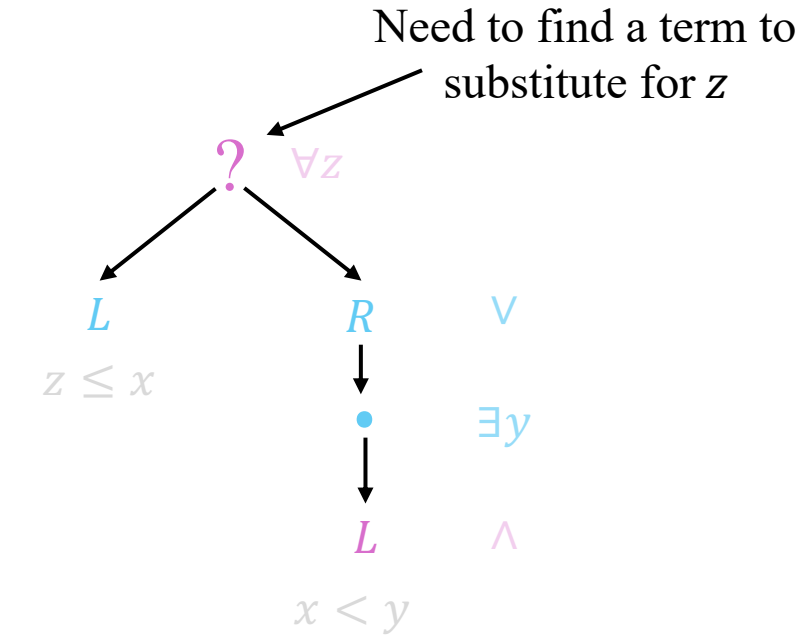 Need to find a term to
substitute for z
? ∀z
L R ∨
z ≤ x
• ∃y
L ∧
x < y